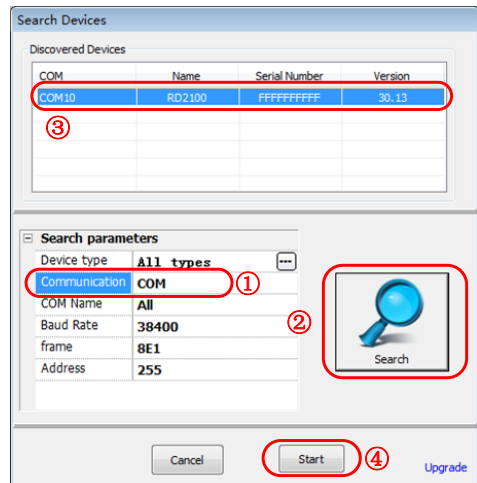 Search Devices
Discovered Devices
COM Name Serial Number Version
COM10 RD2100 FFFFFFFFFF 30.13
③
Search parameters
Device type All types ...
Communication COM ①
COM Name All
②
Baud Rate 38400
frame 8E1
Search
Address 255
Cancel Start ④ Upgrade